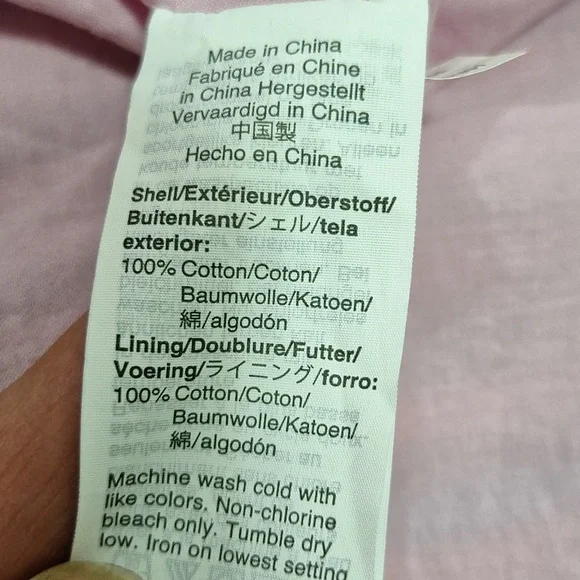 Made in China
Fabriqué en Chine
in China Hergestellt
Vervaardigd in China
中国製
Hecho en China
Shell/Extérieur/Oberstoff/
Buitenkant/シェル/tela
exterior:
100% Cotton/Coton/
Baumwolle/Katoen/
綿/algodón
Lining/Doublure/Futter/
Voering/ライニング/forro:
100% Cotton/Coton/
Baumwolle/Katoen/
綿/algodón
Machine wash cold with
like colors. Non-chlorine
bleach only. Tumble dry
low. Iron on lowest setting